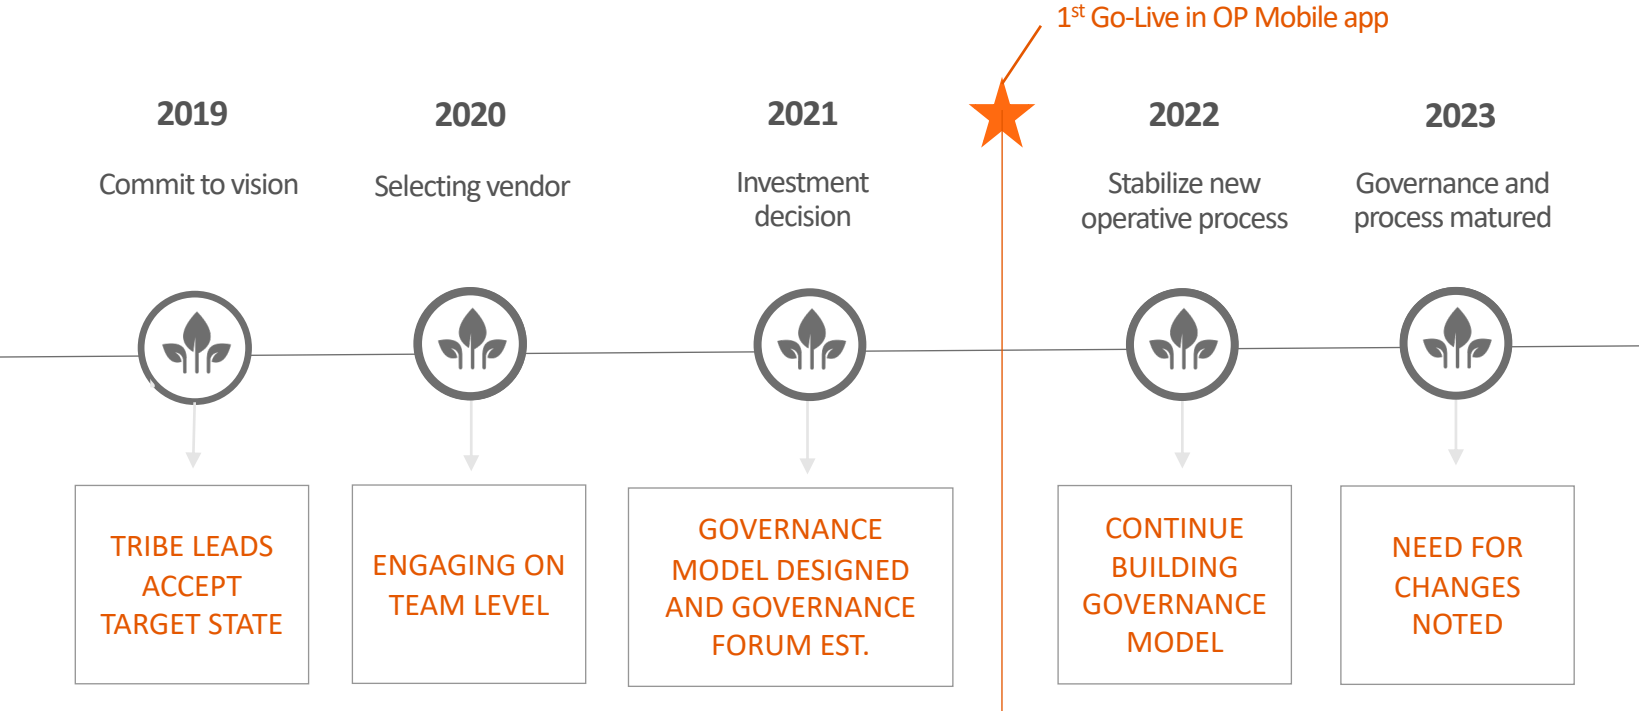 1st Go-Live in OP Mobile app
2019
Commit to vision
2020
Selecting vendor
2021
Investment
decision
2022
Stabilize new
operative process
2023
Governance and
process matured
TRIBE LEADS
ACCEPT
TARGET STATE
ENGAGING ON
TEAM LEVEL
GOVERNANCE
MODEL DESIGNED
AND GOVERNANCE
FORUM EST.
CONTINUE
BUILDING
GOVERNANCE
MODEL
NEED FOR
CHANGES
NOTED